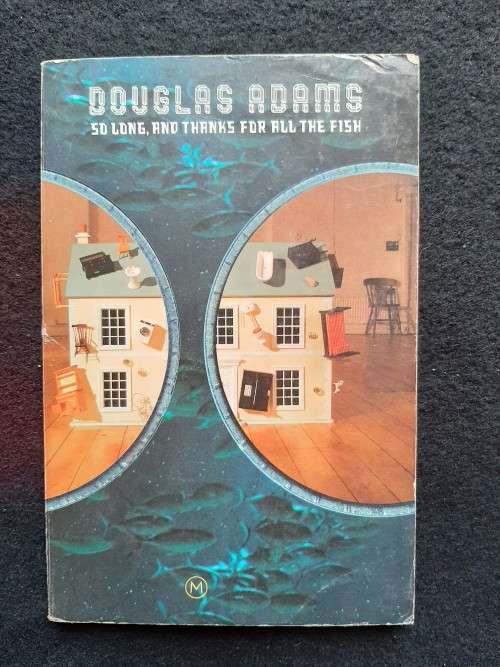 DOUGLAS ADAMS
SO LONG, AND THANKS FOR ALL THE FISH
M